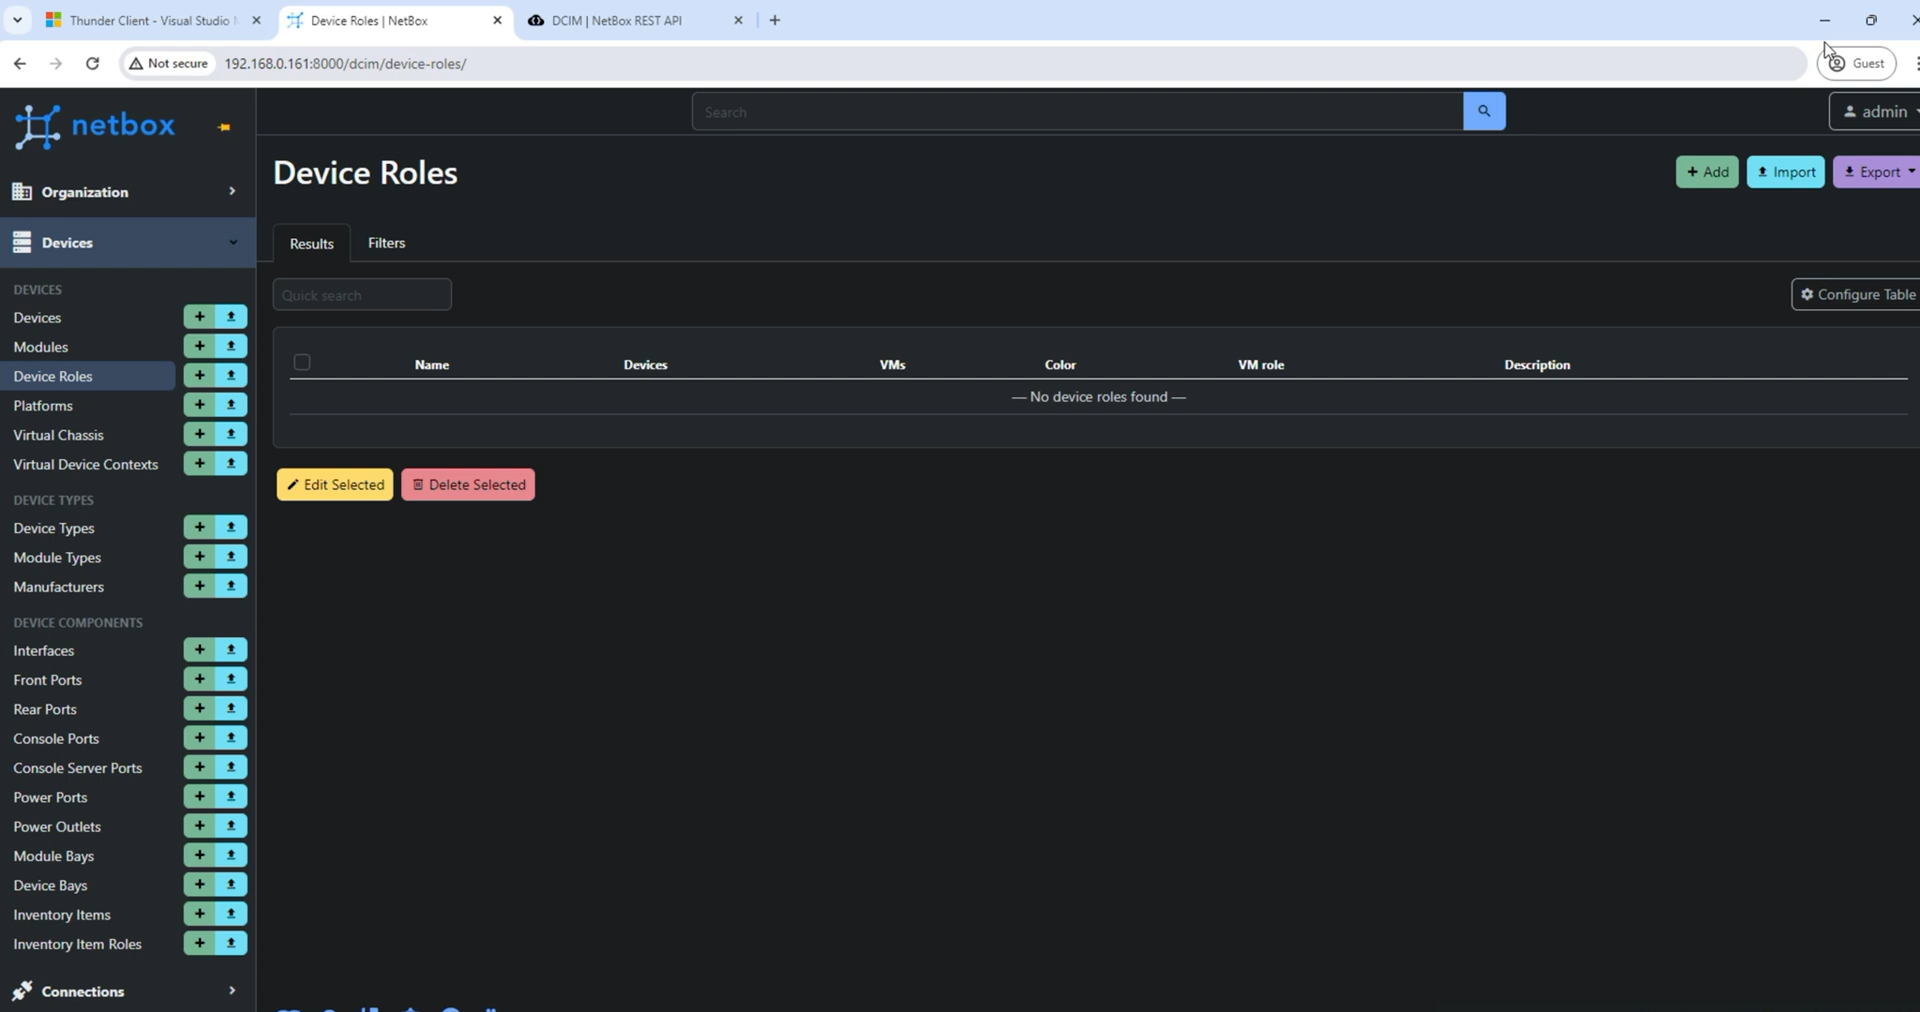 Thunder Client - Visual Studio
Device Roles | NetBox
DCIM | NetBox REST API
Not secure
192.168.0.161:8000/dcim/device-roles/
Guest
netbox
Search
admin
Device Roles
Add
Import
Export
Organization
Devices
Results
Filters
Quick search
Configure Table
DEVICES
Devices
Modules
Device Roles
Platforms
Virtual Chassis
Virtual Device Contexts
Name
Devices
VMs
Color
VM role
Description
— No device roles found —
Edit Selected
Delete Selected
DEVICE TYPES
Device Types
Module Types
Manufacturers
DEVICE COMPONENTS
Interfaces
Front Ports
Rear Ports
Console Ports
Console Server Ports
Power Ports
Power Outlets
Module Bays
Device Bays
Inventory Items
Inventory Item Roles
Connections